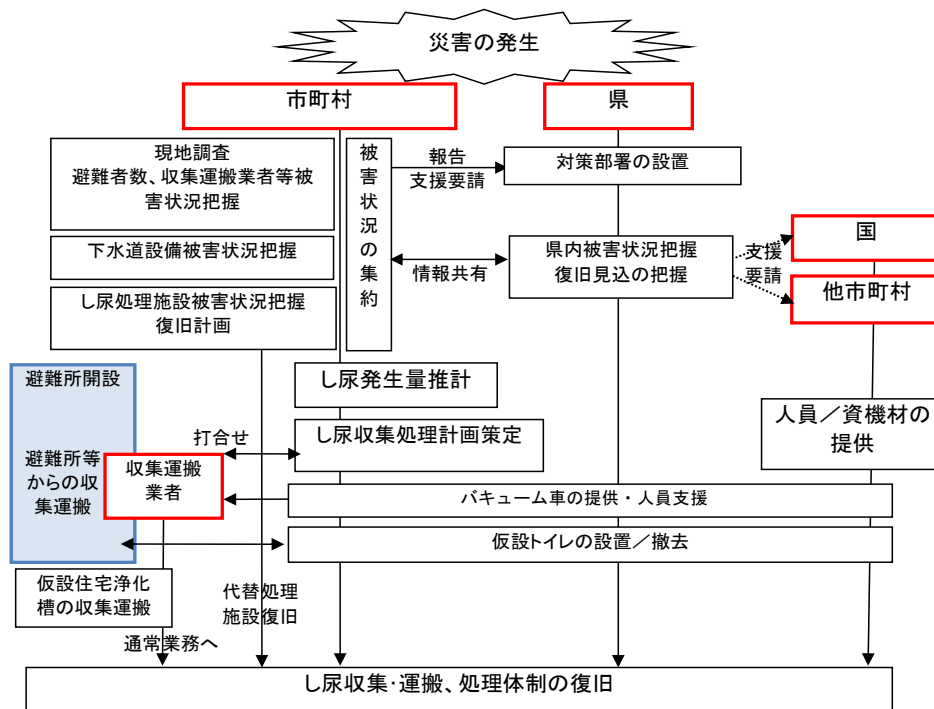 災害の発生
市町村
県
現地調査
避難者数、収集運搬業者等被
害状況把握
被害状況の集約
報告
支援要請
対策部署の設置
下水道設備被害状況把握
情報共有
県内被害状況把握
復旧見込の把握
支援
要請
国
他市町村
し尿処理施設被害状況把握
復旧計画
避難所開設
し尿発生量推計
人員／資機材の
提供
打合せ
し尿収集処理計画策定
避難所等
からの収
集運搬
収集運搬
業者
バキューム車の提供・人員支援
仮設トイレの設置／撤去
仮設住宅浄化
槽の収集運搬
代替処理
施設復旧
通常業務へ
し尿収集・運搬、処理体制の復旧